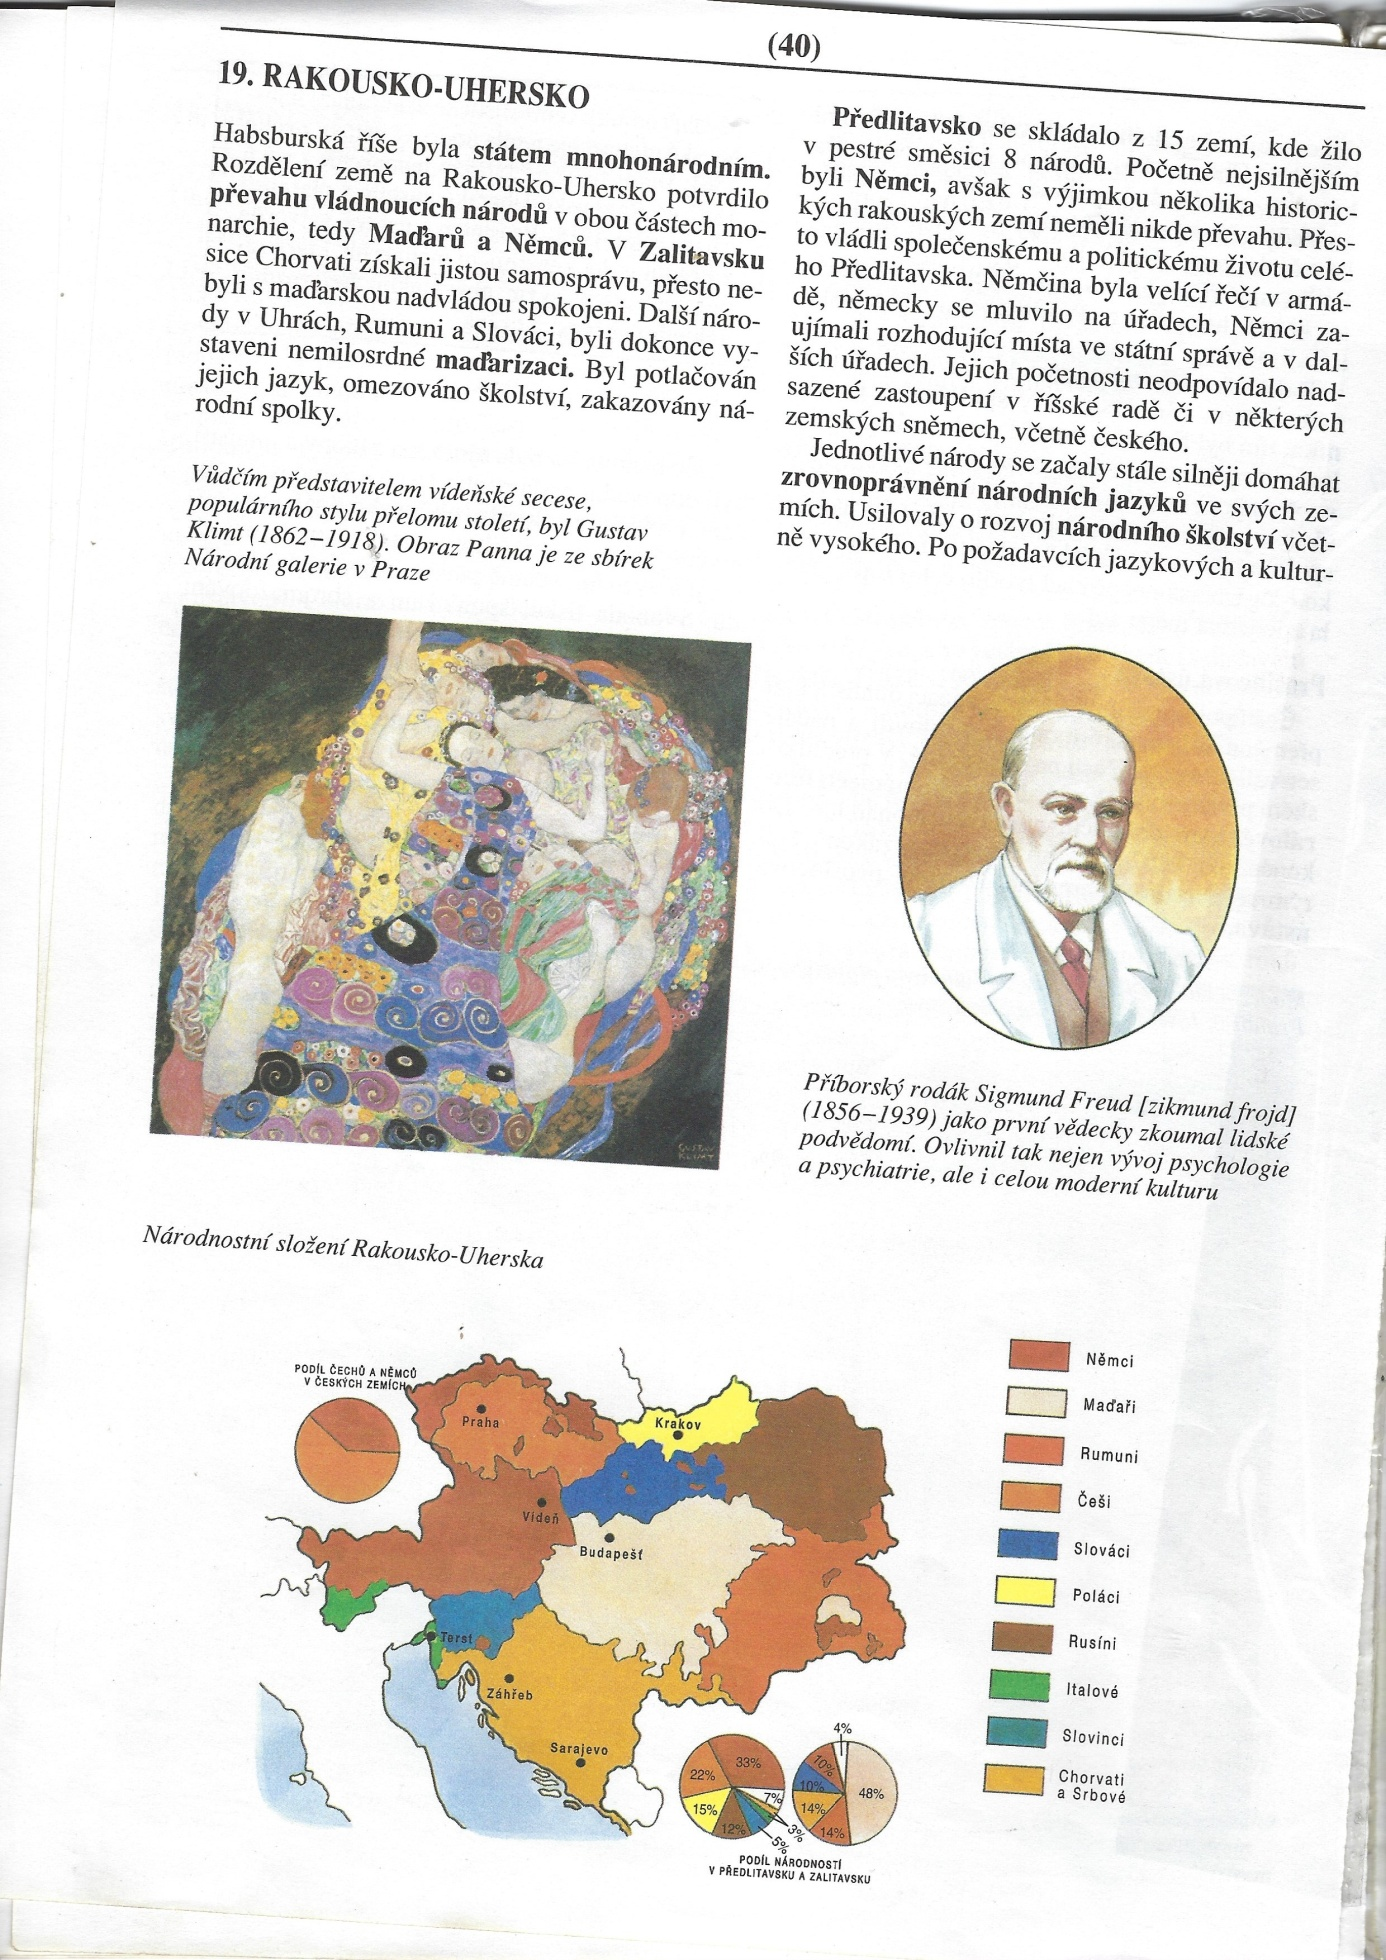 (40)
19. RAKOUSKO-UHERSKO
Habsburská říše byla státem mnohonárodním.
Rozdělení země na Rakousko-Uhersko potvrdilo
převahu vládnoucích národů v obou částech mo-
narchie, tedy Maďarů a Němců. V Zalitavsku
sice Chorvati získali jistou samosprávu, přesto ne-
byli s maďarskou nadvládou spokojeni. Další náro-
dy v Uhrách, Rumuni a Slováci, byli dokonce vy-
staveni nemilosrdné maďarizaci. Byl potlačován
jejich jazyk, omezováno školství, zakazovány ná-
rodní spolky.
Vůdčím představitelem vídeňské secese,
populárního stylu přelomu století, byl Gustav
Klimt (1862–1918). Obraz Panna je ze sbírek
Národní galerie v Praze
GUSTAV
KLIMT
Předlitavsko se skládalo z 15 zemí, kde žilo
v pestré směsici 8 národů. Početně nejsilnějším
byli Němci, avšak s výjimkou několika historic-
kých rakouských zemí neměli nikde převahu. Přes-
to vládli společenskému a politickému životu celé-
ho Předlitavska. Němčina byla velící řečí v armá-
dě, německy se mluvilo na úřadech, Němci za-
ujímali rozhodující místa ve státní správě a v dal-
ších úřadech. Jejich početnosti neodpovídalo nad-
sazené zastoupení v říšské radě či v některých
zemských sněmech, včetně českého.
Jednotlivé národy se začaly stále silněji domáhat
zrovnoprávnění národních jazyků ve svých ze-
mích. Usilovaly o rozvoj národního školství včet-
ně vysokého. Po požadavcích jazykových a kultur-
Příborský rodák Sigmund Freud [zikmund frojd]
(1856–1939) jako první vědecky zkoumal lidské
podvědomí. Ovlivnil tak nejen vývoj psychologie
a psychiatrie, ale i celou moderní kulturu
Národnostní složení Rakousko-Uherska
PODÍL ČECHŮ A NĚMCŮ
V ČESKÝCH ZEMÍCH
Praha
Krakov
Vídeň
Budapešť
Terst
Záhřeb
Sarajevo
33%
22%
15%
12%
5%
3%
7%
4%
10%
10%
14%
14%
48%
PODÍL NÁRODNOSTÍ
V PŘEDLITAVSKU A ZALITAVSKU
Němci
Maďaři
Rumuni
Češi
Slováci
Poláci
Rusíni
Italové
Slovinci
Chorvati
a Srbové